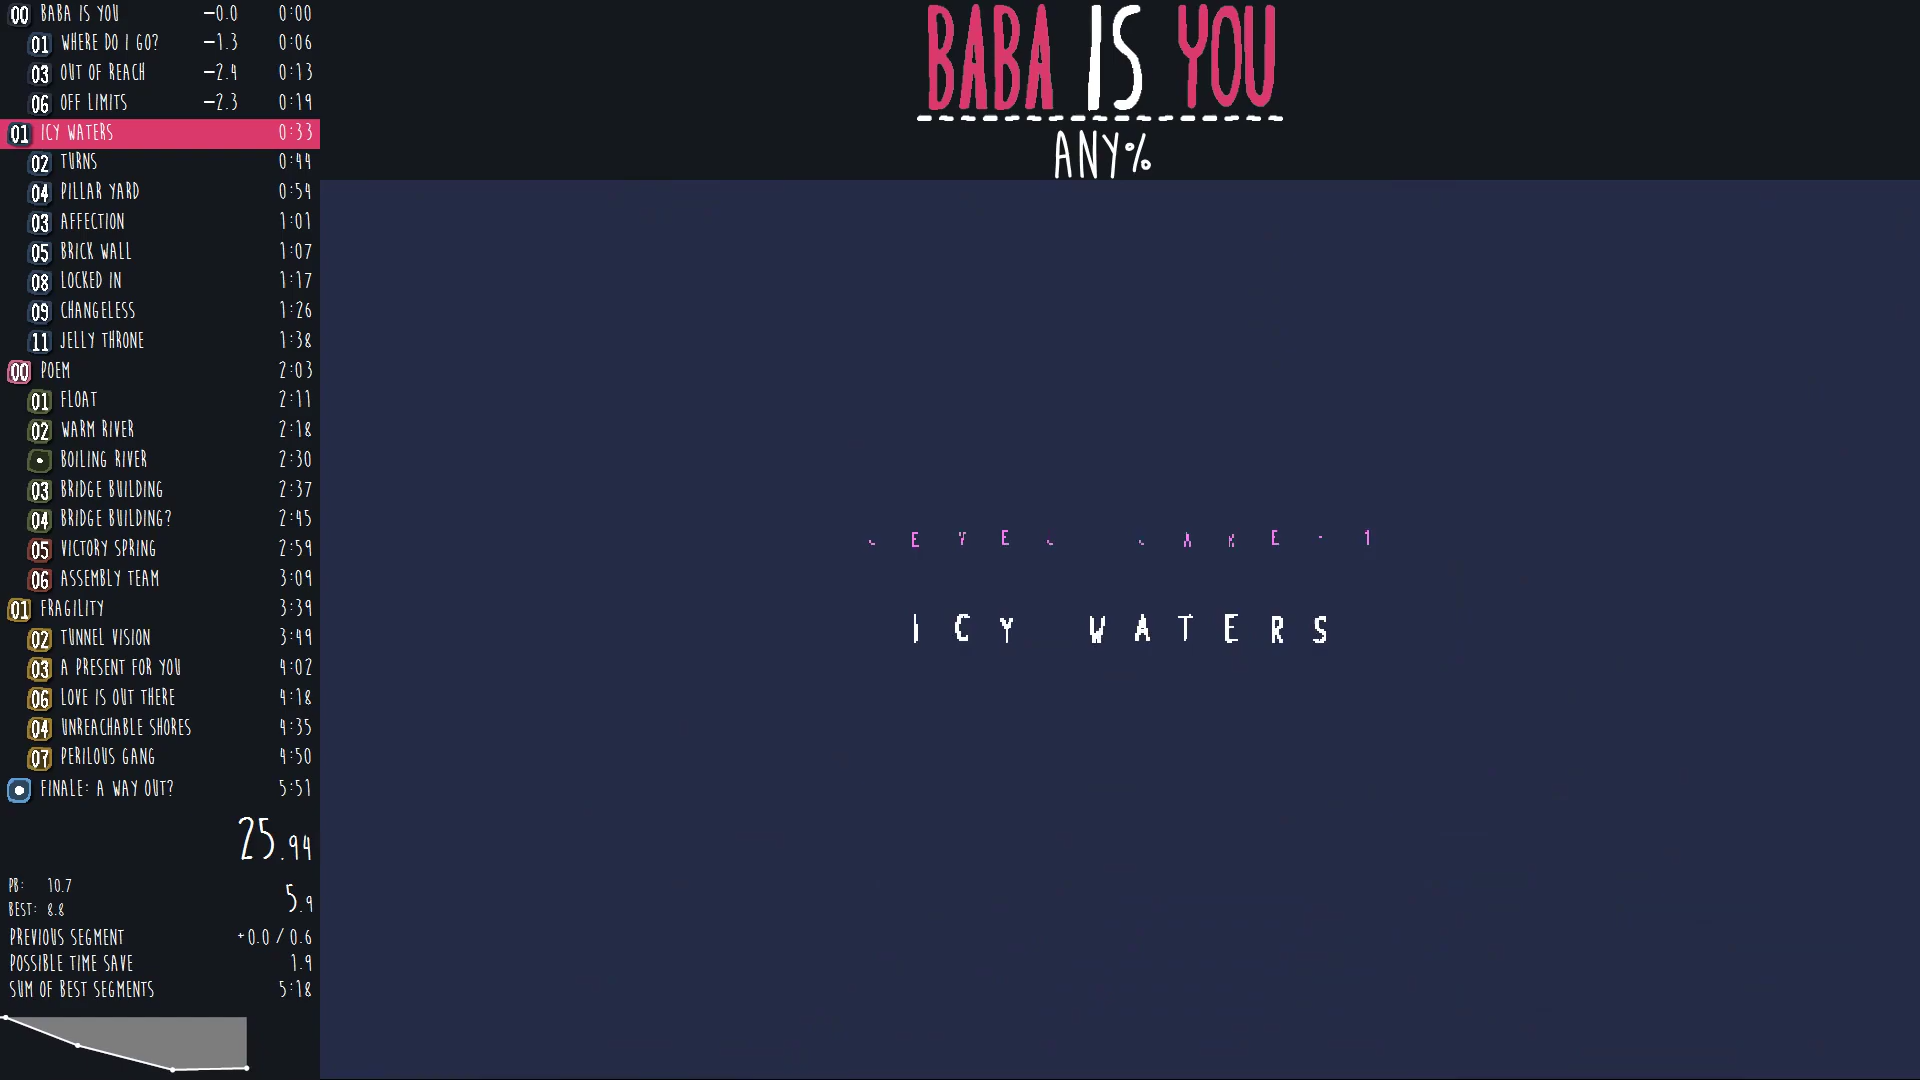 00 BABA IS YOU −0.0 0:00
01 WHERE DO I GO? −1.3 0:06
03 OUT OF REACH −2.4 0:13
06 OFF LIMITS −2.3 0:19
01 ICY WATERS 0:33
02 TURNS 0:44
04 PILLAR YARD 0:54
03 AFFECTION 1:01
05 BRICK WALL 1:07
08 LOCKED IN 1:17
09 CHANGELESS 1:26
11 JELLY THRONE 1:38
00 POEM 2:03
01 FLOAT 2:11
02 WARM RIVER 2:18
BOILING RIVER 2:30
03 BRIDGE BUILDING 2:37
04 BRIDGE BUILDING? 2:45
05 VICTORY SPRING 2:59
06 ASSEMBLY TEAM 3:09
01 FRAGILITY 3:39
02 TUNNEL VISION 3:49
03 A PRESENT FOR YOU 4:02
06 LOVE IS OUT THERE 4:18
04 UNREACHABLE SHORES 4:35
07 PERILOUS GANG 4:50
FINALE: A WAY OUT? 5:51
25.94
PB: 10.7
BEST: 8.8
5.9
PREVIOUS SEGMENT +0.0 / 0.6
POSSIBLE TIME SAVE 1.9
SUM OF BEST SEGMENTS 5:18
BABA IS YOU
ANY%
LEVEL LAKE-1
ICY WATERS